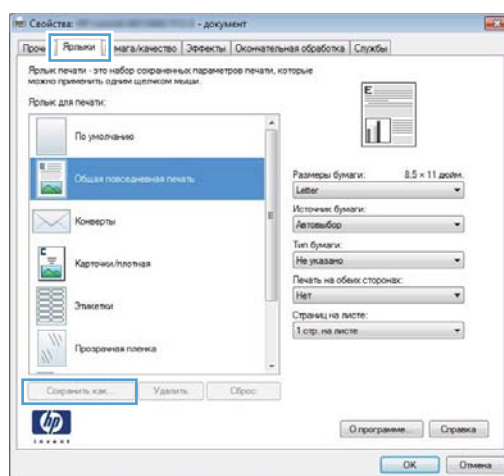 Свойства: - документ
Ярлыки мага/качество Эффекты Окончательная обработка Службы
Ярлык печати - это набор сохраненных параметров печати, которые
можно применить одним щелчком мыши.
Ярлык для печати:
По умолчанию
Общая повседневная печать
Конверты
Карточки/плотная
Этикетки
Прозрачная пленка
Сохранить как... Удалить Сброс
E
Размеры бумаги: 8.5 × 11 дюйм.
Letter
Источник бумаги:
Автовыбор
Тип бумаги:
Не указано
Печать на обеих сторонах:
Нет
Страниц на листе:
1 стр. на листе
hp
invent
О программе... Справка
OK Отмена